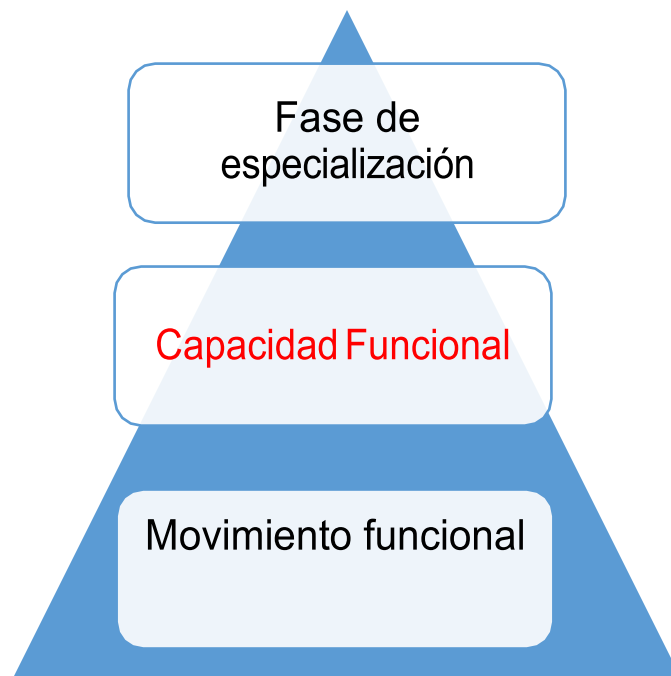 Fase de
especialización
Capacidad Funcional
Movimiento funcional